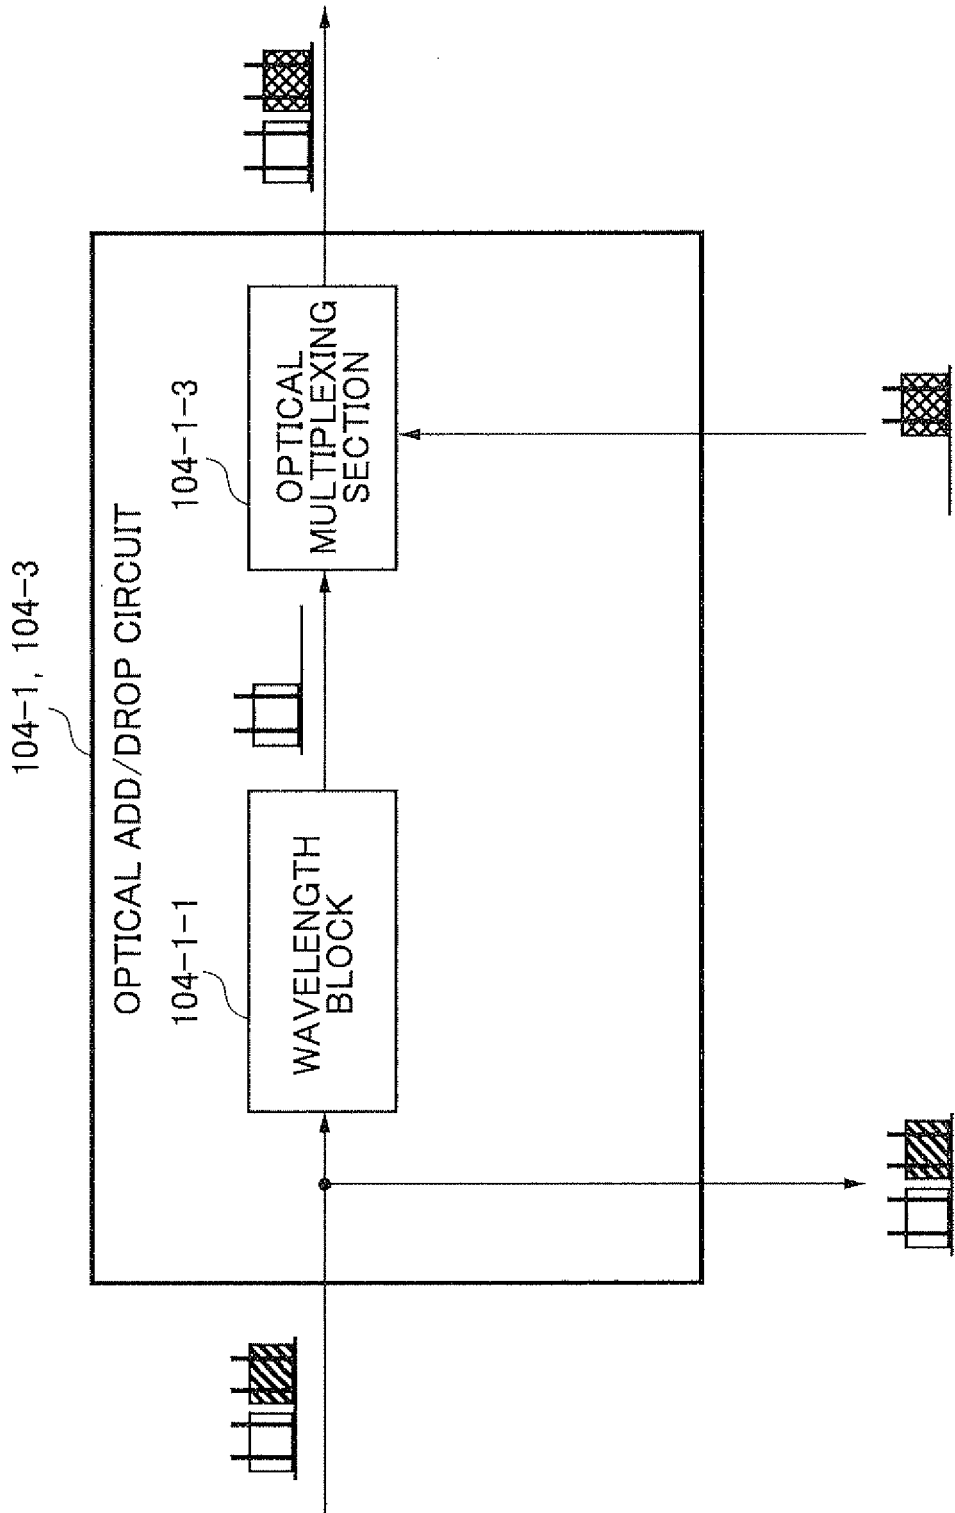 104-1, 104-3
OPTICAL ADD/DROP CIRCUIT
104-1-1
WAVELENGTH
BLOCK
104-1-3
OPTICAL
MULTIPLEXING
SECTION